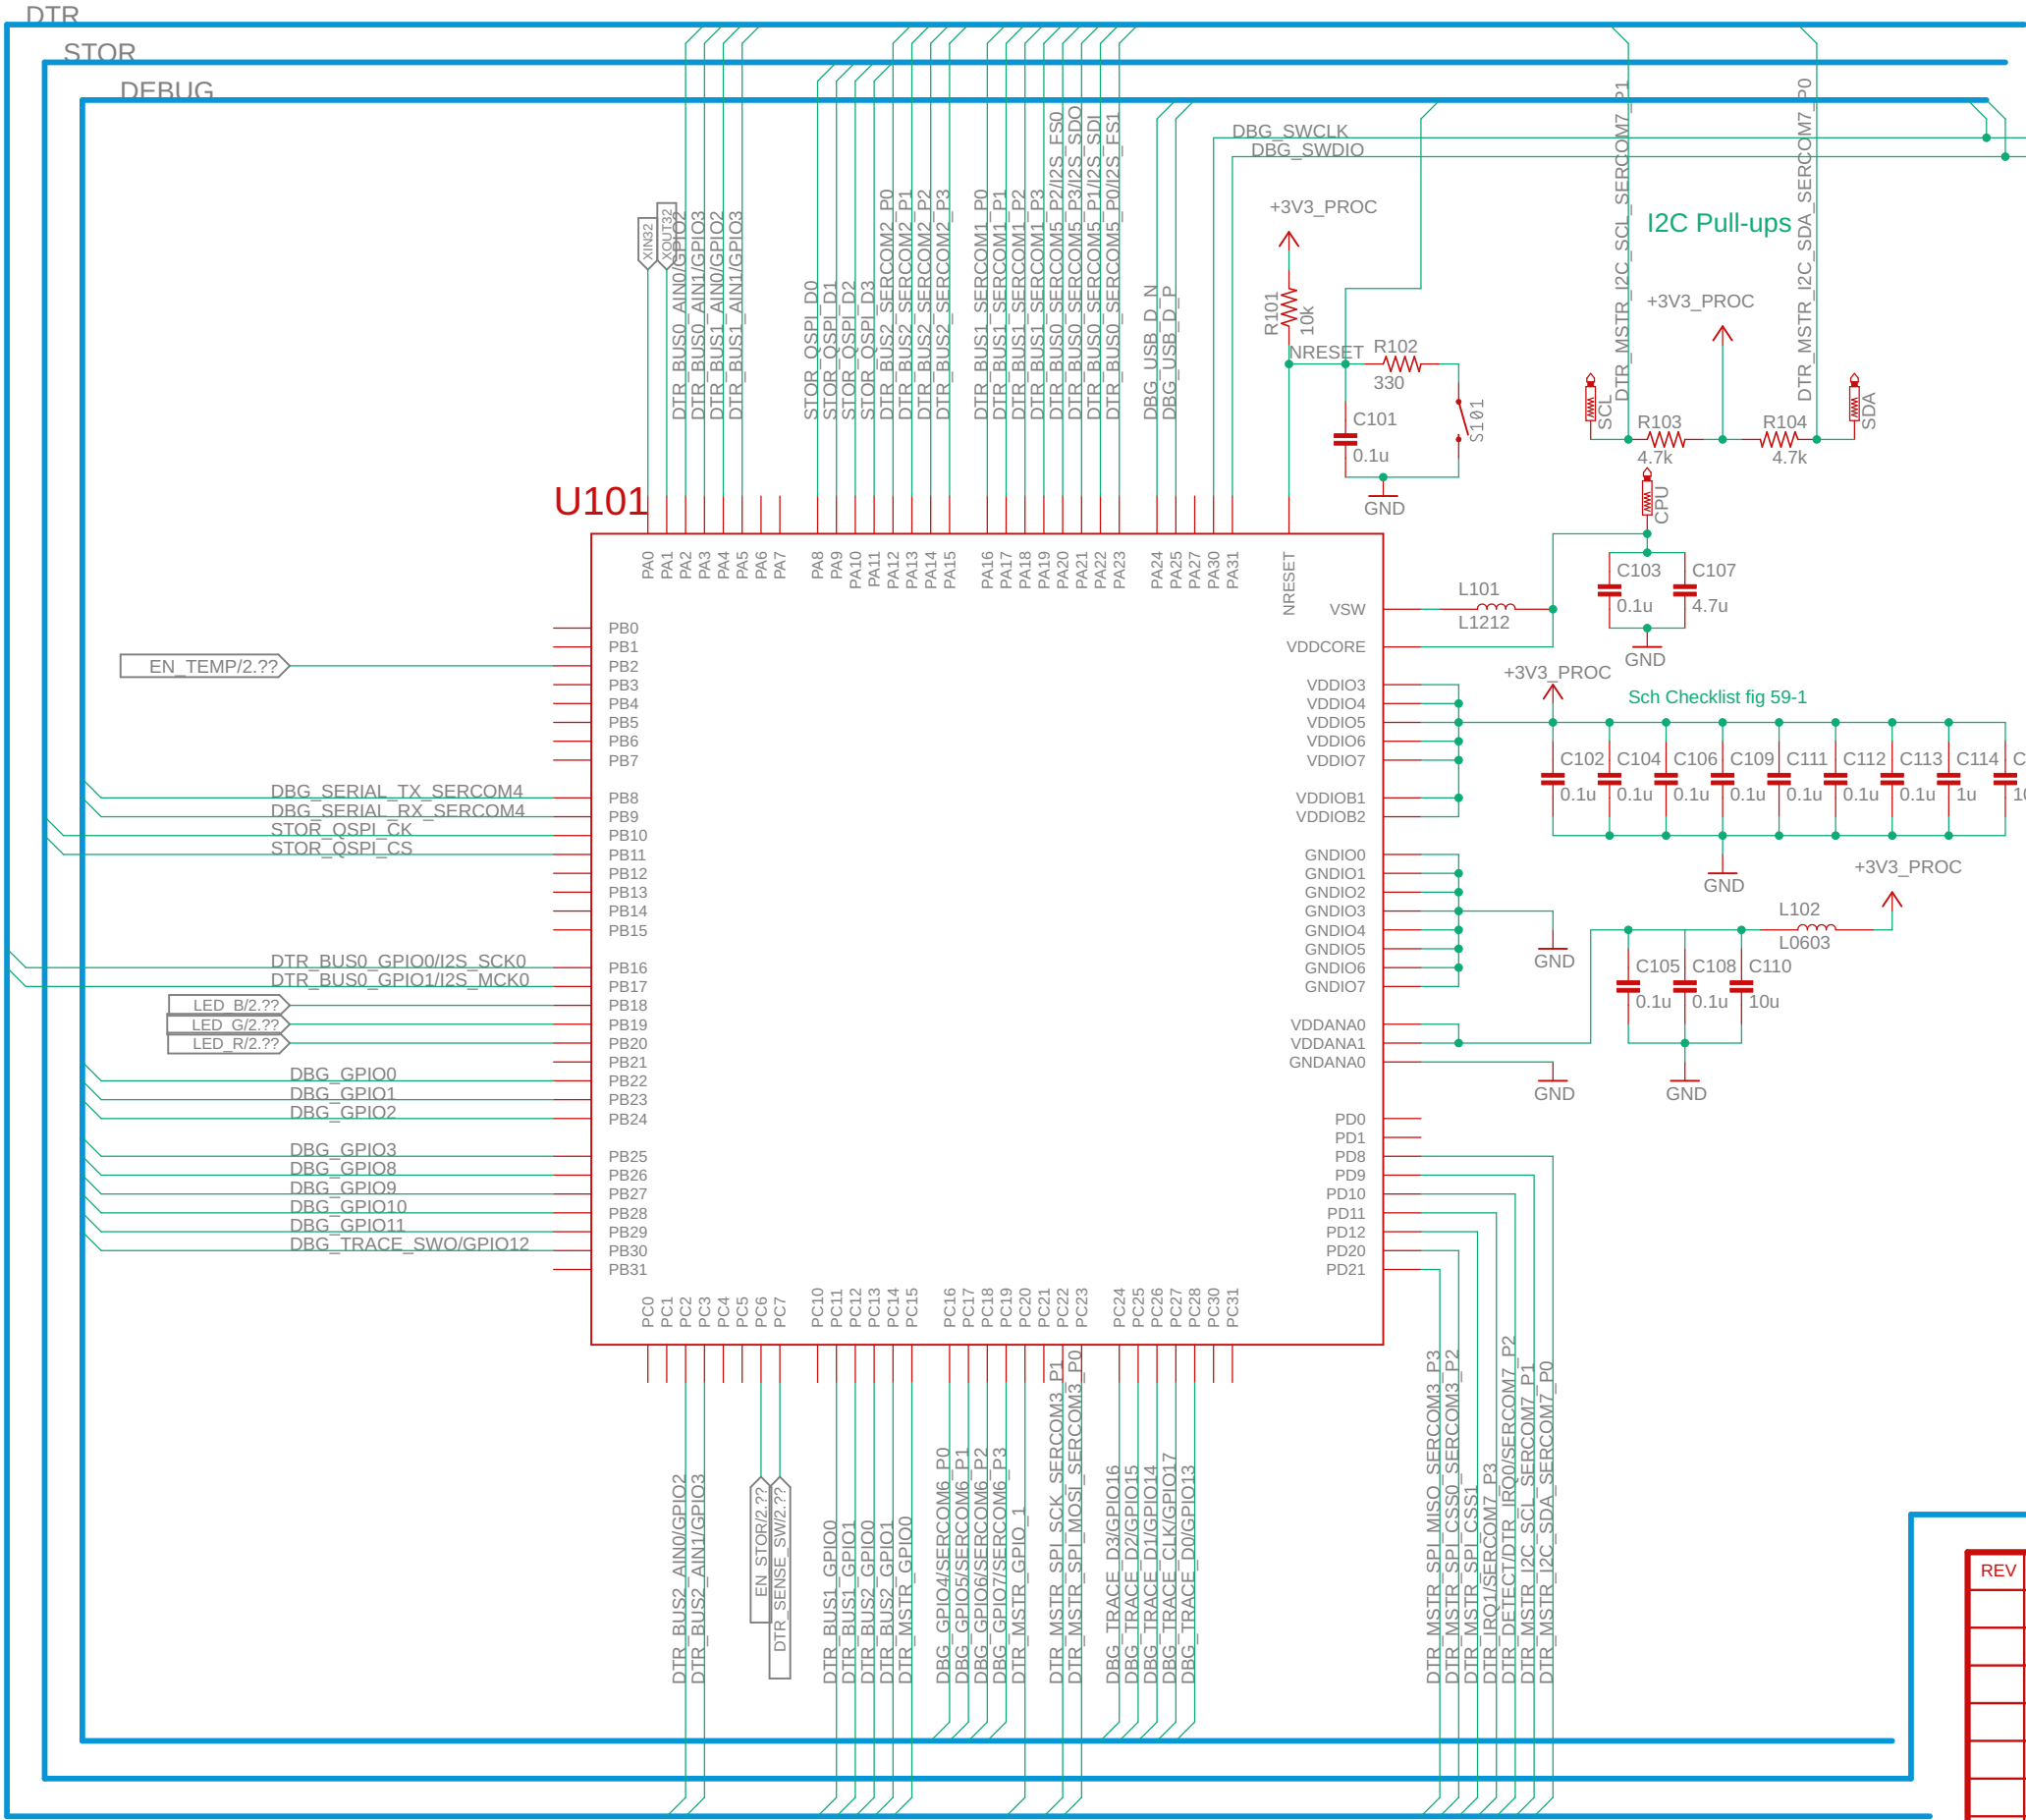 DTR
STOR
DEBUG
DBG_SWCLK
DBG_SWDIO
XIN32
XOUT32
DTR_BUS0_AIN0/GPIO2
DTR_BUS0_AIN1/GPIO3
DTR_BUS1_AIN0/GPIO2
DTR_BUS1_AIN1/GPIO3
STOR_QSPI_D0
STOR_QSPI_D1
STOR_QSPI_D2
STOR_QSPI_D3
DTR_BUS2_SERCOM2_P0
DTR_BUS2_SERCOM2_P1
DTR_BUS2_SERCOM2_P2
DTR_BUS2_SERCOM2_P3
DTR_BUS1_SERCOM1_P0
DTR_BUS1_SERCOM1_P1
DTR_BUS1_SERCOM1_P2
DTR_BUS1_SERCOM1_P3
DTR_BUS0_SERCOM5_P2/I2S_FS0
DTR_BUS0_SERCOM5_P3/I2S_SDO
DTR_BUS0_SERCOM5_P1/I2S_SDI
DTR_BUS0_SERCOM5_P0/I2S_FS1
DBG_USB_D_N
DBG_USB_D_P
+3V3_PROC
R101
10k
NRESET
R102
330
C101
0.1u
S101
GND
DTR_MSTR_I2C_SCL_SERCOM7_P1
DTR_MSTR_I2C_SDA_SERCOM7_P0
I2C Pull-ups
+3V3_PROC
SCL
R103
4.7k
R104
4.7k
SDA
CPU
U101
PA0
PA1
PA2
PA3
PA4
PA5
PA6
PA7
PA8
PA9
PA10
PA11
PA12
PA13
PA14
PA15
PA16
PA17
PA18
PA19
PA20
PA21
PA22
PA23
PA24
PA25
PA27
PA30
PA31
NRESET
PB0
PB1
PB2
PB3
PB4
PB5
PB6
PB7
PB8
PB9
PB10
PB11
PB12
PB13
PB14
PB15
PB16
PB17
PB18
PB19
PB20
PB21
PB22
PB23
PB24
PB25
PB26
PB27
PB28
PB29
PB30
PB31
EN_TEMP/2.??
DBG_SERIAL_TX_SERCOM4
DBG_SERIAL_RX_SERCOM4
STOR_QSPI_CK
STOR_QSPI_CS
DTR_BUS0_GPIO0/I2S_SCK0
DTR_BUS0_GPIO1/I2S_MCK0
LED_B/2.??
LED_G/2.??
LED_R/2.??
DBG_GPIO0
DBG_GPIO1
DBG_GPIO2
DBG_GPIO3
DBG_GPIO8
DBG_GPIO9
DBG_GPIO10
DBG_GPIO11
DBG_TRACE_SWO/GPIO12
VSW
VDDCORE
VDDIO3
VDDIO4
VDDIO5
VDDIO6
VDDIO7
VDDIOB1
VDDIOB2
GNDIO0
GNDIO1
GNDIO2
GNDIO3
GNDIO4
GNDIO5
GNDIO6
GNDIO7
VDDANA0
VDDANA1
GNDANA0
PD0
PD1
PD8
PD9
PD10
PD11
PD12
PD20
PD21
L101
L1212
C103
0.1u
C107
4.7u
GND
+3V3_PROC
Sch Checklist fig 59-1
C102
0.1u
C104
0.1u
C106
0.1u
C109
0.1u
C111
0.1u
C112
0.1u
C113
0.1u
C114
1u
GND
+3V3_PROC
L102
L0603
GND
C105
0.1u
C108
0.1u
C110
10u
GND
GND
PC0
PC1
PC2
PC3
PC4
PC5
PC6
PC7
PC10
PC11
PC12
PC13
PC14
PC15
PC16
PC17
PC18
PC19
PC20
PC21
PC22
PC23
PC24
PC25
PC26
PC27
PC28
PC30
PC31
DTR_BUS2_AIN0/GPIO2
DTR_BUS2_AIN1/GPIO3
EN_STOR/2.??
DTR_SENSE_SW/2.??
DTR_BUS1_GPIO0
DTR_BUS1_GPIO1
DTR_BUS2_GPIO0
DTR_BUS2_GPIO1
DTR_MSTR_GPIO0
DBG_GPIO4/SERCOM6_P0
DBG_GPIO5/SERCOM6_P1
DBG_GPIO6/SERCOM6_P2
DBG_GPIO7/SERCOM6_P3
DTR_MSTR_GPIO_1
DTR_MSTR_SPI_SCK_SERCOM3_P1
DTR_MSTR_SPI_MOSI_SERCOM3_P0
DBG_TRACE_D3/GPIO16
DBG_TRACE_D2/GPIO15
DBG_TRACE_D1/GPIO14
DBG_TRACE_CLK/GPIO17
DBG_TRACE_D0/GPIO13
DTR_MSTR_SPI_MISO_SERCOM3_P3
DTR_MSTR_SPI_CSS0_SERCOM3_P2
DTR_MSTR_SPI_CSS1
DTR_IRQ1/SERCOM7_P3
DTR_DETECT/DTR_IRQ0/SERCOM7_P2
DTR_MSTR_I2C_SCL_SERCOM7_P1
DTR_MSTR_I2C_SDA_SERCOM7_P0
REV